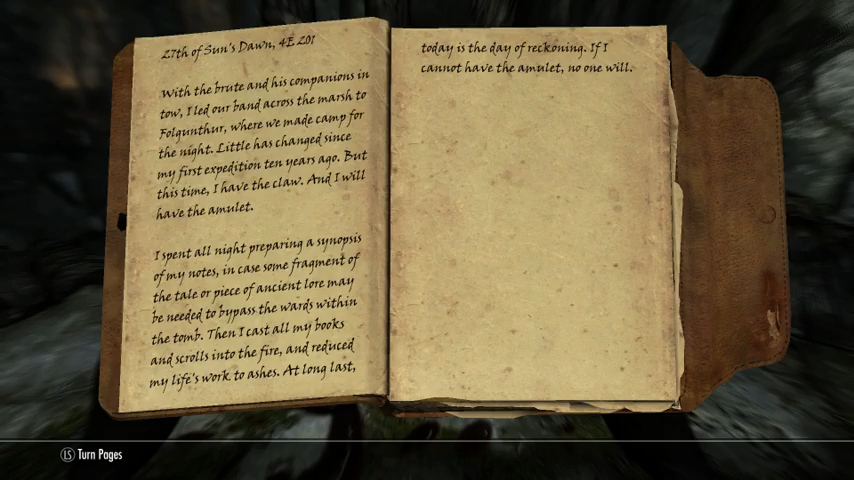 27th of Sun's Dawn, 4E 201
With the brute and his companions in
tow, I led our band across the marsh to
Folgunthur, where we made camp for
the night. Little has changed since
my first expedition ten years ago. But
this time, I have the claw. And I will
have the amulet.
I spent all night preparing a synopsis
of my notes, in case some fragment of
the tale or piece of ancient lore may
be needed to bypass the wards within
the tomb. Then I cast all my books
and scrolls into the fire, and reduced
my life's work to ashes. At long last,
today is the day of reckoning. If I
cannot have the amulet, no one will.
LS Turn Pages